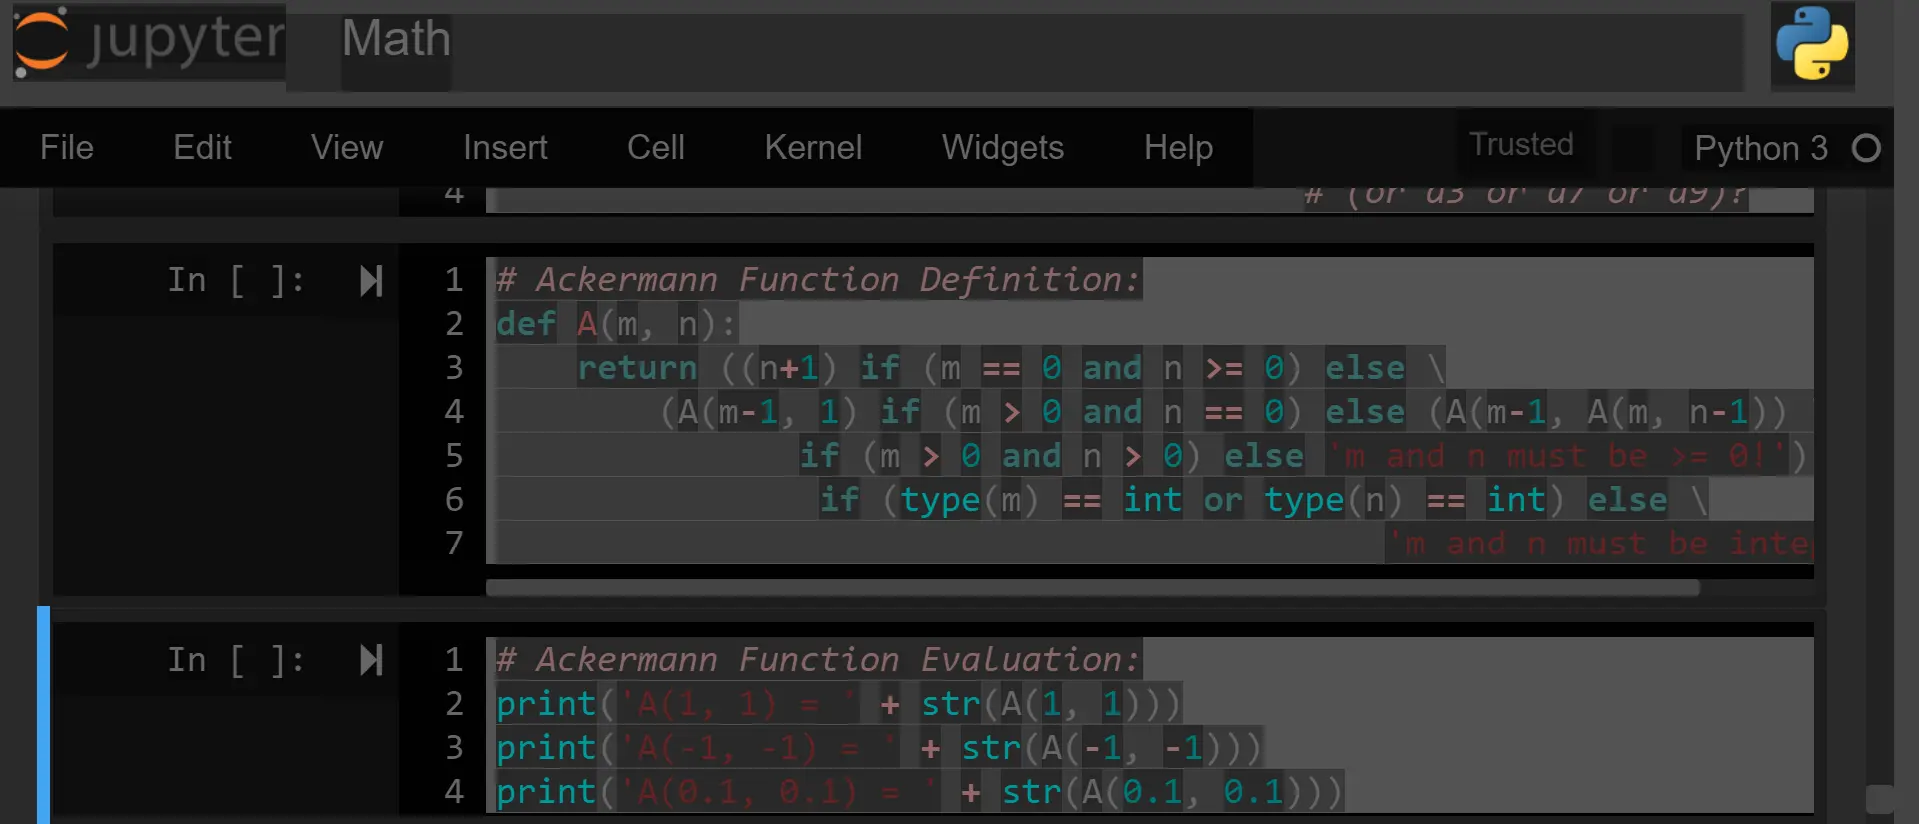 jupyter Math
File Edit View Insert Cell Kernel Widgets Help Trusted Python 3
4 # (or a3 or a7 or a9)?
In [ ]: 1 # Ackermann Function Definition:
2 def A(m, n):
3 return ((n+1) if (m == 0 and n >= 0) else \
4 (A(m-1, 1) if (m > 0 and n == 0) else (A(m-1, A(m, n-1))
5 if (m > 0 and n > 0) else 'm and n must be >= 0!')
6 if (type(m) == int or type(n) == int) else \
7 'm and n must be integ
In [ ]: 1 # Ackermann Function Evaluation:
2 print('A(1, 1) = ' + str(A(1, 1)))
3 print('A(-1, -1) = ' + str(A(-1, -1)))
4 print('A(0.1, 0.1) = ' + str(A(0.1, 0.1)))